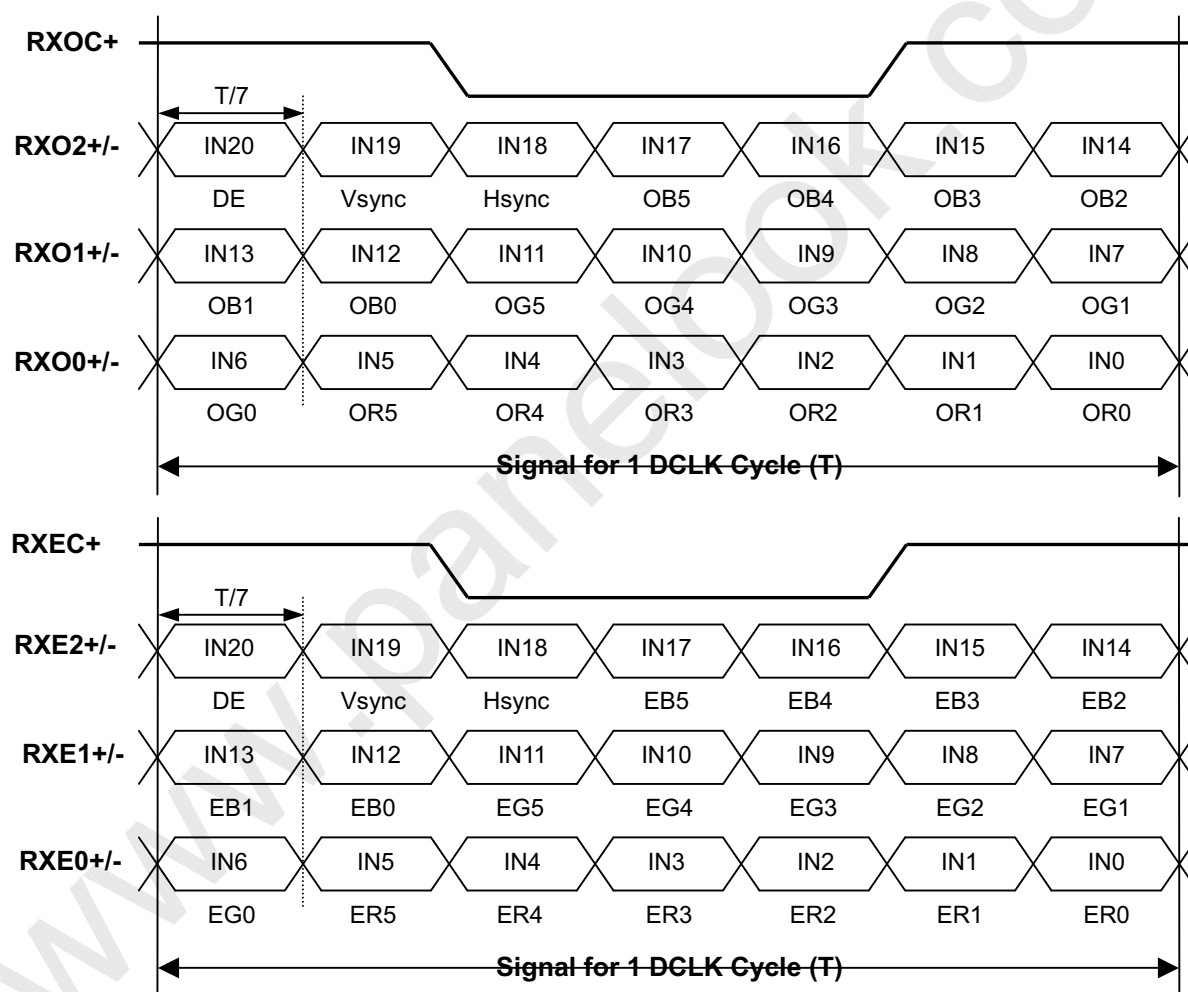 RXOC+
T/7
RXO2+/- IN20 IN19 IN18 IN17 IN16 IN15 IN14
DE Vsync Hsync OB5 OB4 OB3 OB2
RXO1+/- IN13 IN12 IN11 IN10 IN9 IN8 IN7
OB1 OB0 OG5 OG4 OG3 OG2 OG1
RXO0+/- IN6 IN5 IN4 IN3 IN2 IN1 IN0
OG0 OR5 OR4 OR3 OR2 OR1 OR0
Signal for 1 DCLK Cycle (T)
RXEC+
T/7
RXE2+/- IN20 IN19 IN18 IN17 IN16 IN15 IN14
DE Vsync Hsync EB5 EB4 EB3 EB2
RXE1+/- IN13 IN12 IN11 IN10 IN9 IN8 IN7
EB1 EB0 EG5 EG4 EG3 EG2 EG1
RXE0+/- IN6 IN5 IN4 IN3 IN2 IN1 IN0
EG0 ER5 ER4 ER3 ER2 ER1 ER0
Signal for 1 DCLK Cycle (T)
www.panelook.co